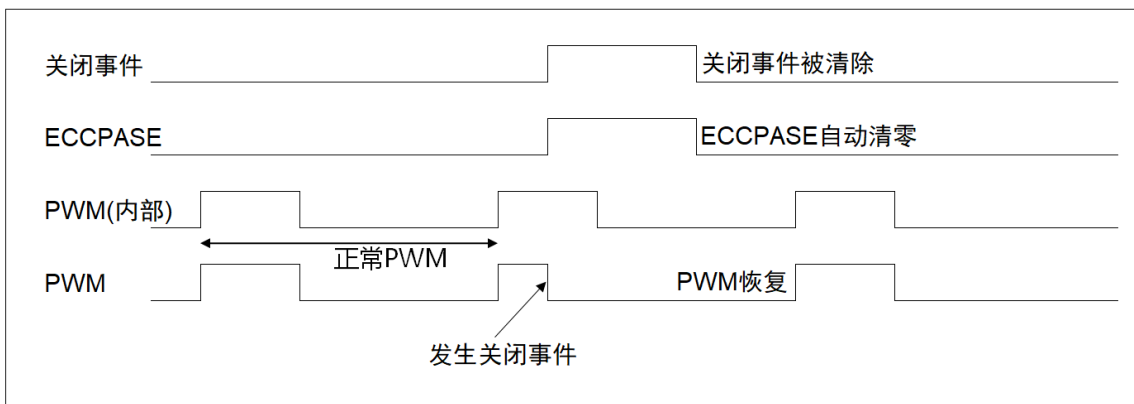 关闭事件
关闭事件被清除
ECCPASE
ECCPASE自动清零
PWM(内部)
正常PWM
PWM
PWM恢复
发生关闭事件